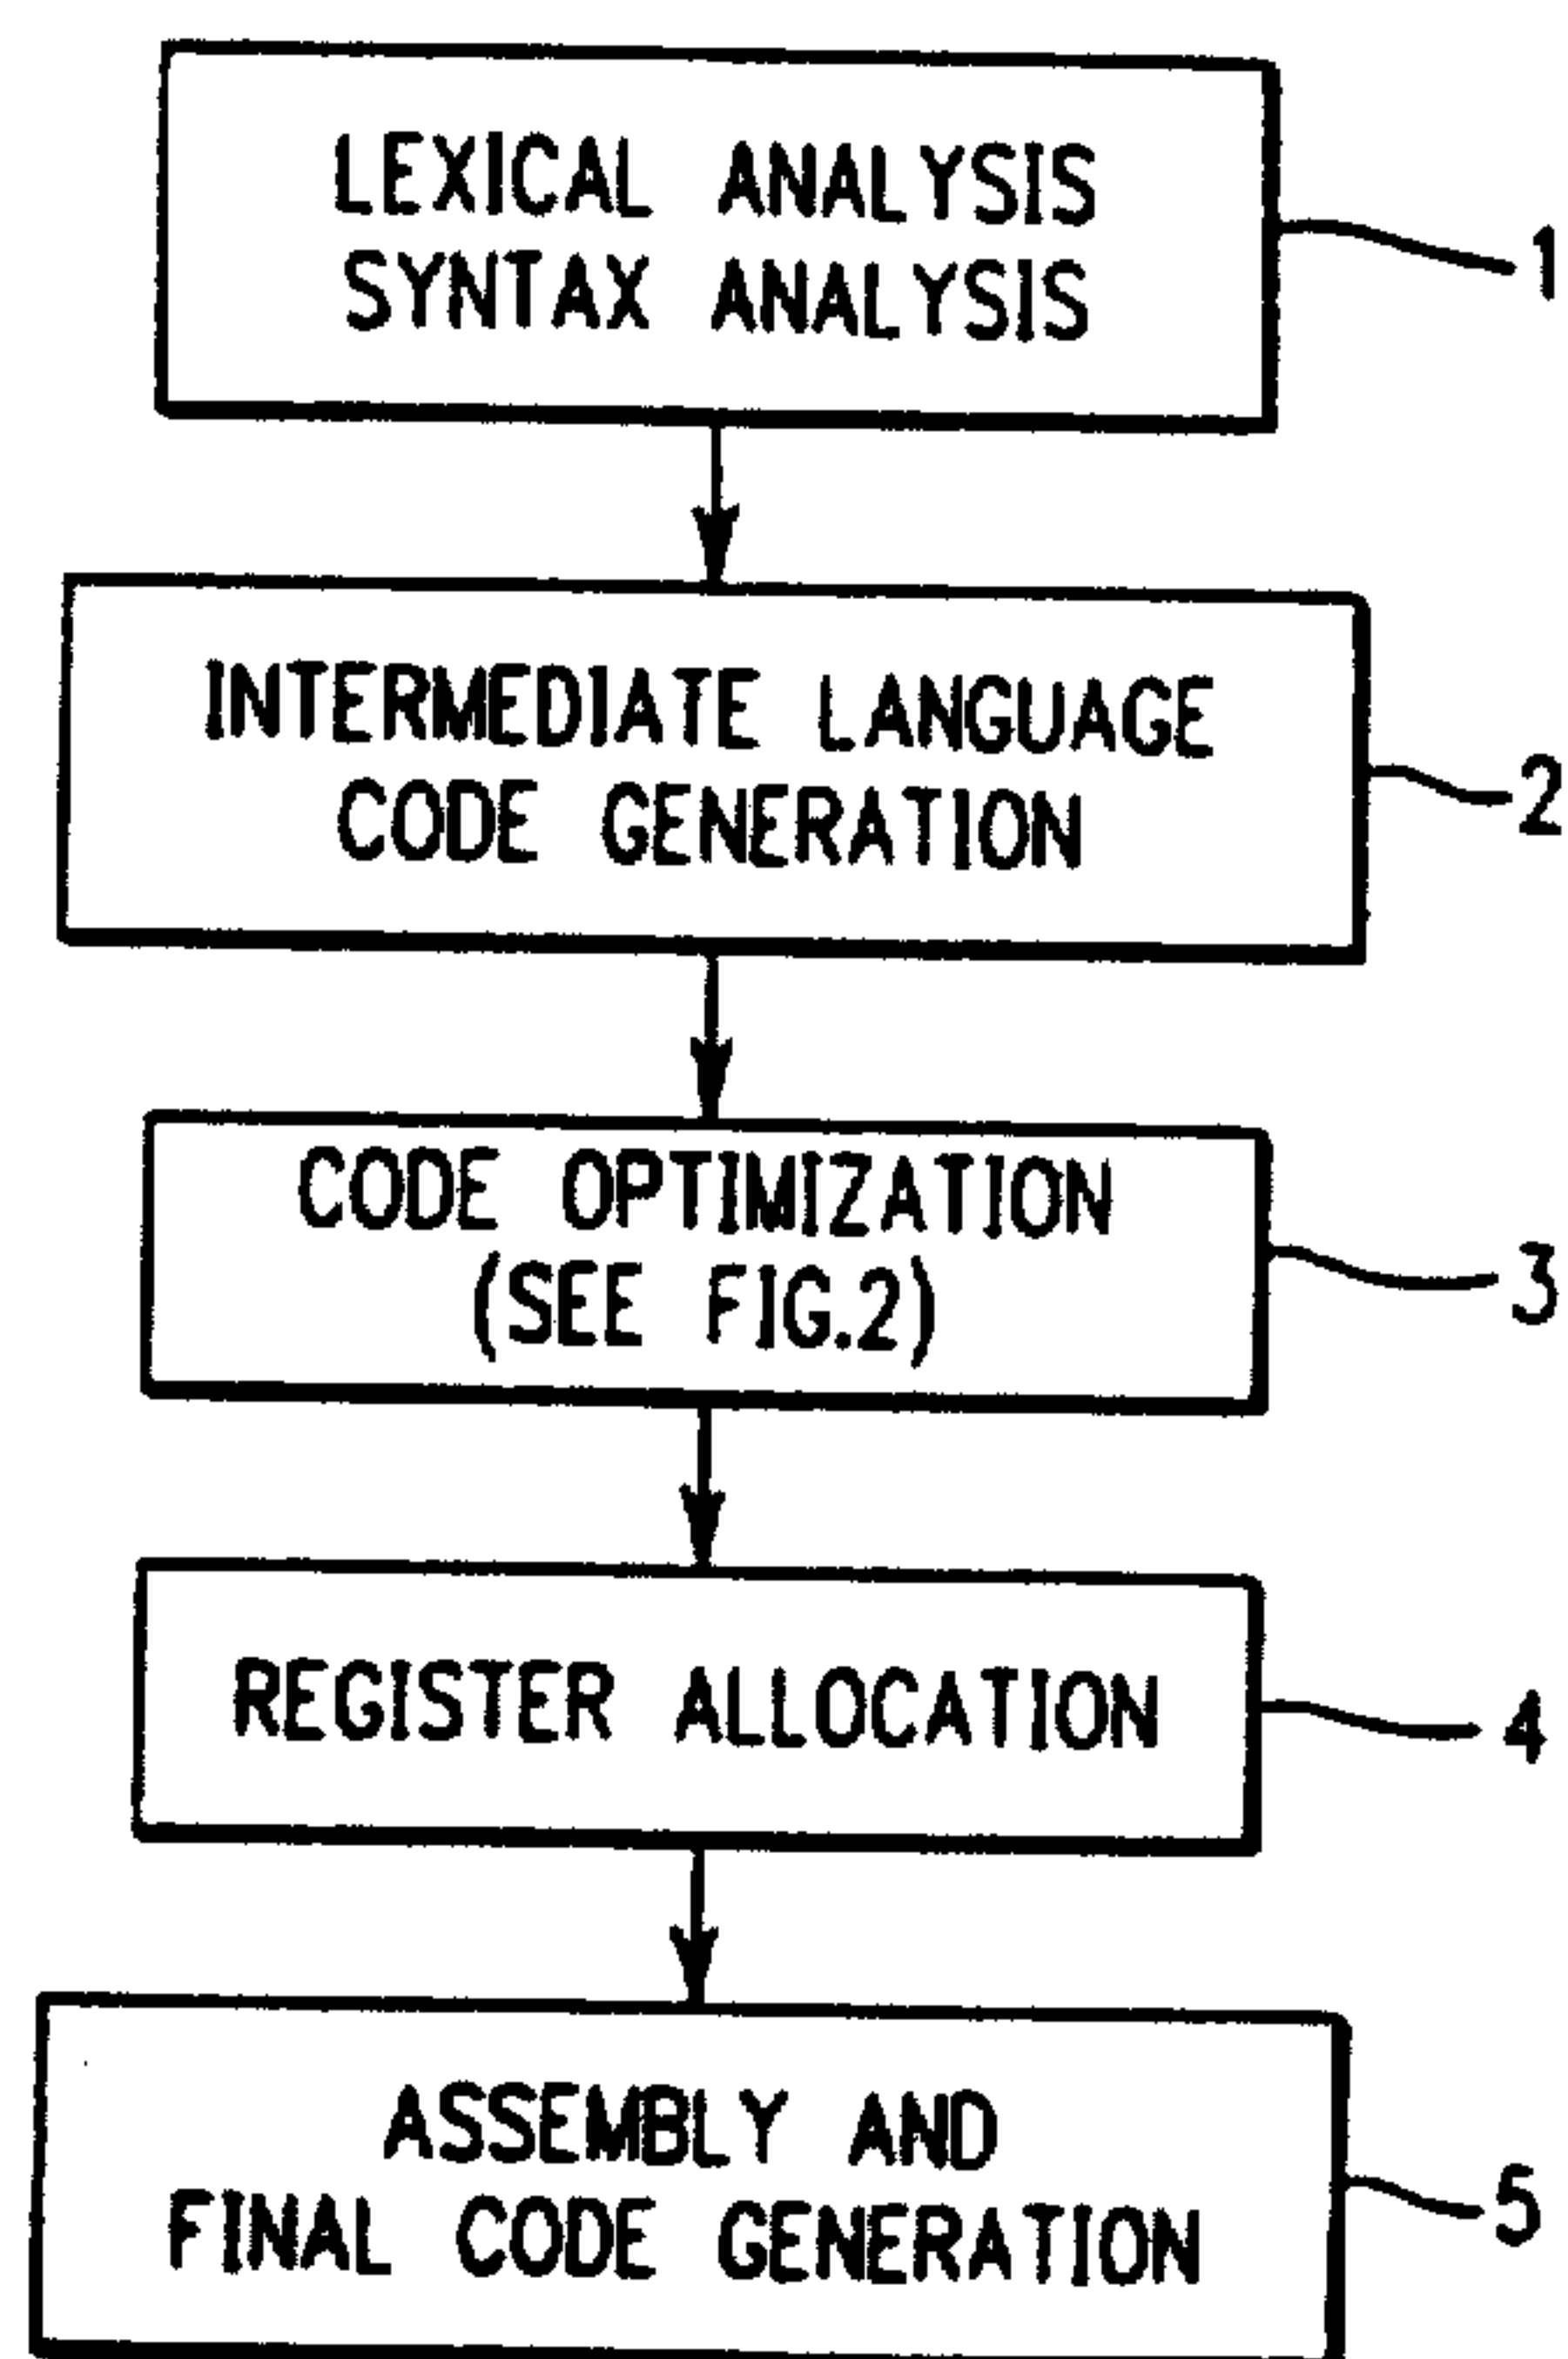 LEXICAL ANALYSIS
SYNTAX ANALYSIS
1
INTERMEDIATE LANGUAGE
CODE GENERATION
2
CODE OPTIMIZATION
(SEE FIG.2)
3
REGISTER ALLOCATION
4
ASSEMBLY AND
FINAL CODE GENERATION
5